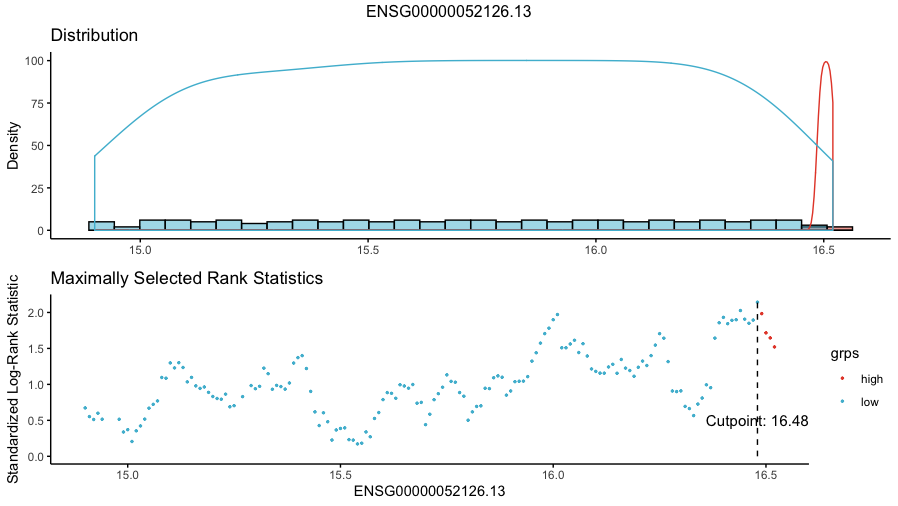 ENSG00000052126.13
Distribution
Density
100
75
50
25
0
15.0 15.5 16.0 16.5
Maximally Selected Rank Statistics
Standardized Log-Rank Statistic
2.0
1.5
1.0
0.5
0.0
Cutpoint: 16.48
15.0 15.5 16.0 16.5
ENSG00000052126.13
grps
high
low